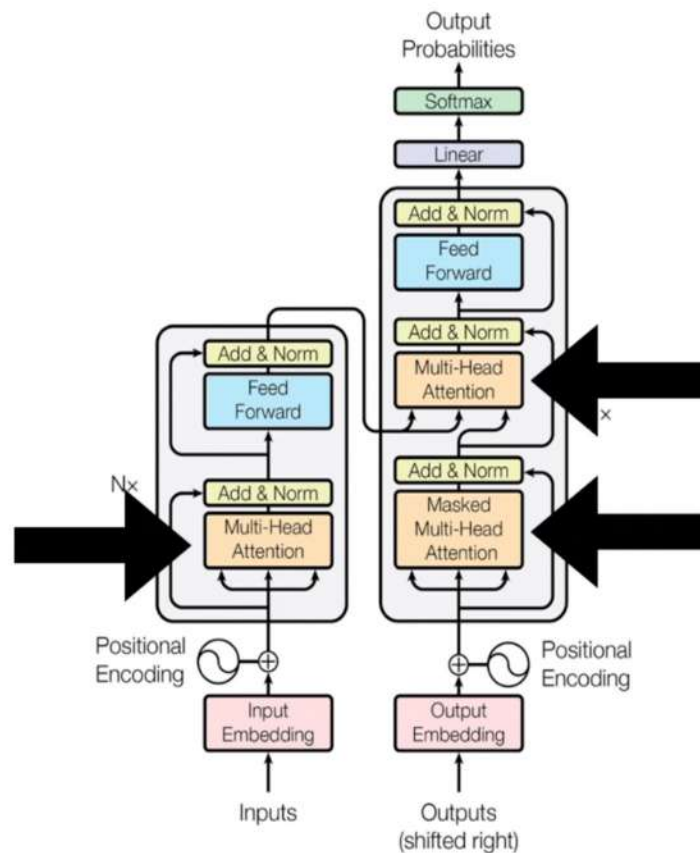 Output
Probabilities
Softmax
Linear
Add & Norm
Feed
Forward
Add & Norm
Multi-Head
Attention
×
Add & Norm
Masked
Multi-Head
Attention
Add & Norm
Feed
Forward
N×
Add & Norm
Multi-Head
Attention
Positional
Encoding
Positional
Encoding
Input
Embedding
Output
Embedding
Inputs
Outputs
(shifted right)